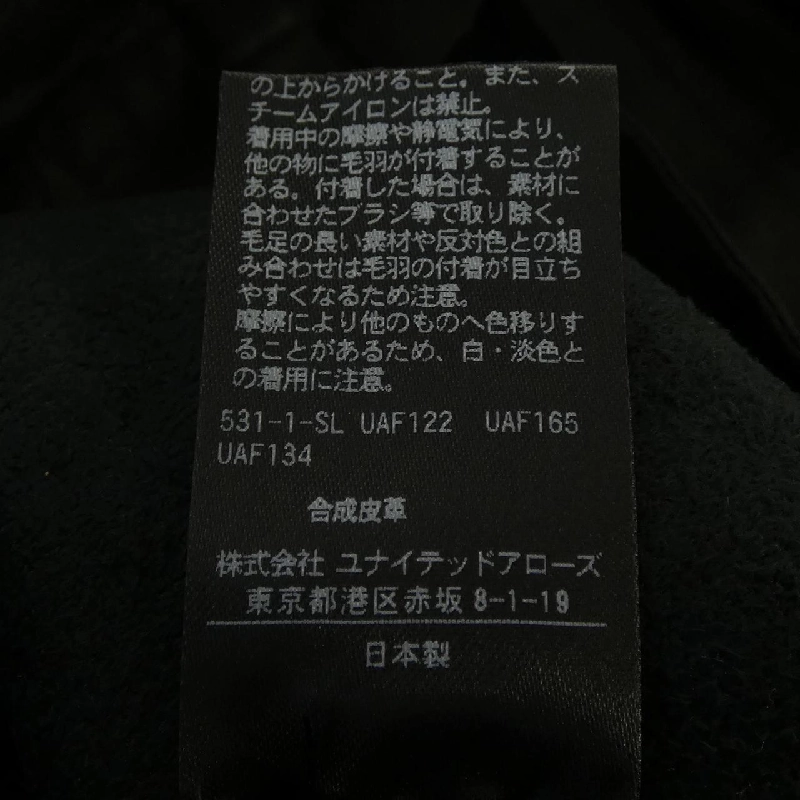 の上からかけること。また、ス
チームアイロンは禁止。
着用中の摩擦や静電気により、
他の物に毛羽が付着することが
ある。付着した場合は、素材に
合わせたブラシ等で取り除く。
毛足の長い素材や反対色との組
み合わせは毛羽の付着が目立ち
やすくなるため注意。
摩擦により他のものへ色移りす
ることがあるため、白・淡色と
の着用に注意。
531-1-SL UAF122 UAF165
UAF134
合成皮革
株式会社 ユナイテッドアローズ
東京都港区赤坂 8-1-19
日本製